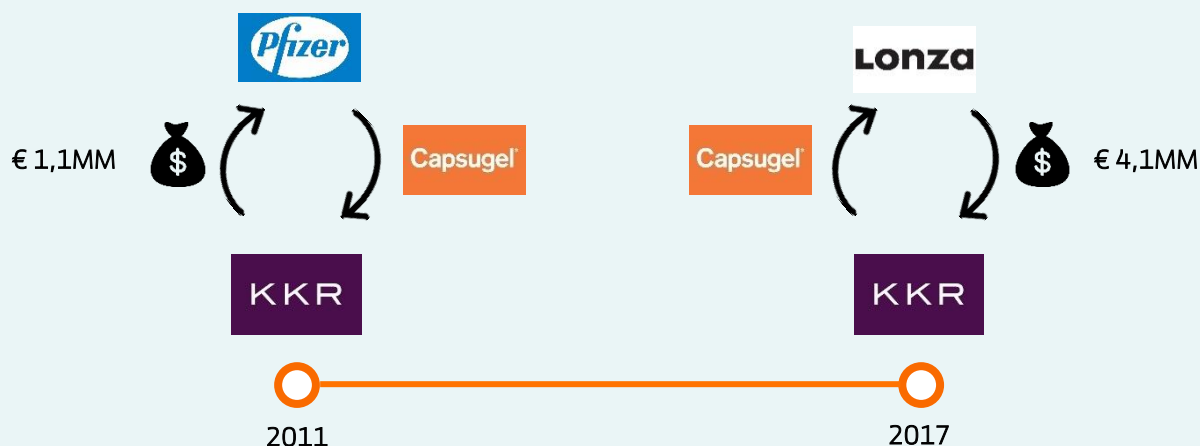 Pfizer
Lonza
€ 1,1MM
$
Capsugel
Capsugel
$
€ 4,1MM
KKR
KKR
2011
2017